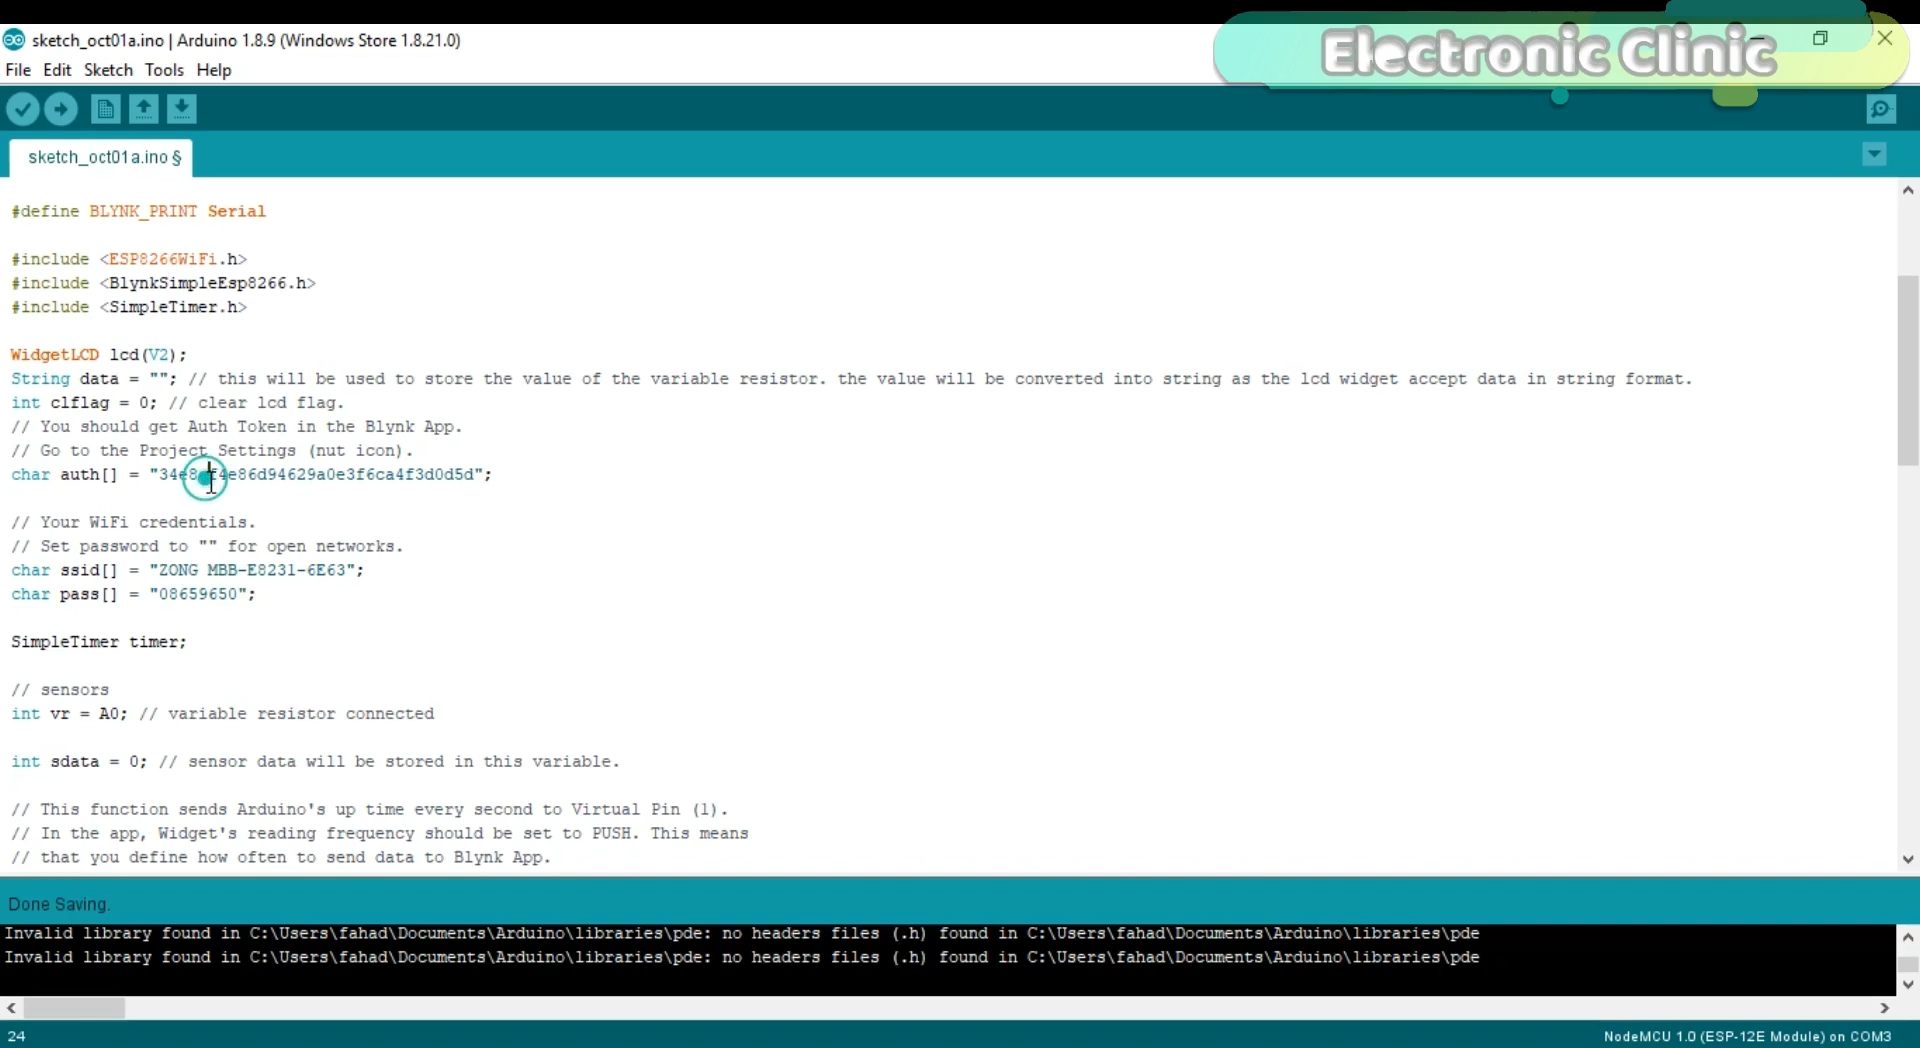 Electronic Clinic
sketch_oct01a.ino | Arduino 1.8.9 (Windows Store 1.8.21.0)
File Edit Sketch Tools Help
sketch_oct01a.ino §
#define BLYNK_PRINT Serial
#include <ESP8266WiFi.h>
#include <BlynkSimpleEsp8266.h>
#include <SimpleTimer.h>
WidgetLCD lcd(V2);
String data = ""; // this will be used to store the value of the variable resistor. the value will be converted into string as the lcd widget accept data in string format.
int clflag = 0; // clear lcd flag.
// You should get Auth Token in the Blynk App.
// Go to the Project Settings (nut icon).
char auth[] =
// Your WiFi credentials.
// Set password to "" for open networks.
char ssid[] = "ZONG MBB-E8231-6E63";
char pass[] = "08659650";
SimpleTimer timer;
// sensors
int vr = A0; // variable resistor connected
int sdata = 0; // sensor data will be stored in this variable.
// This function sends Arduino's up time every second to Virtual Pin (1).
// In the app, Widget's reading frequency should be set to PUSH. This means
// that you define how often to send data to Blynk App.
Done Saving.
Invalid library found in C:\Users\fahad\Documents\Arduino\libraries\pde: no headers files (.h) found in C:\Users\fahad\Documents\Arduino\libraries\pde
Invalid library found in C:\Users\fahad\Documents\Arduino\libraries\pde: no headers files (.h) found in C:\Users\fahad\Documents\Arduino\libraries\pde
24
NodeMCU 1.0 (ESP-12E Module) on COM3